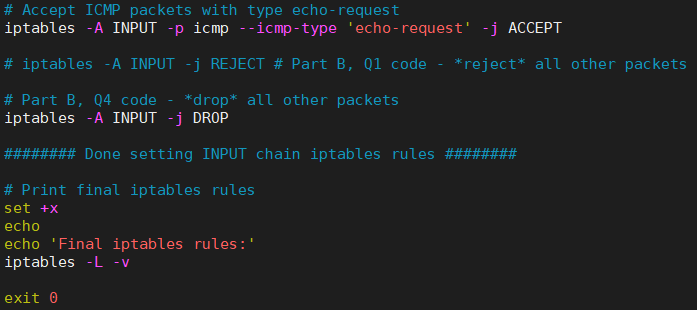 # Accept ICMP packets with type echo-request
iptables -A INPUT -p icmp --icmp-type 'echo-request' -j ACCEPT
# iptables -A INPUT -j REJECT # Part B, Q1 code - *reject* all other packets
# Part B, Q4 code - *drop* all other packets
iptables -A INPUT -j DROP
######## Done setting INPUT chain iptables rules ########
# Print final iptables rules
set +x
echo
echo 'Final iptables rules:'
iptables -L -v
exit 0